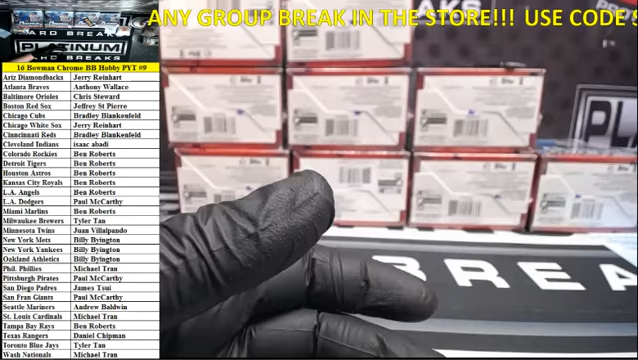 ANY GROUP BREAK IN THE STORE!!! USE CODE
ARD BREAK
PLATINUM
HARD BREAKS
16 Bowman Chrome BB Hobby PYT #9
Ariz Diamondbacks Jerry Reinhart
Atlanta Braves Anthony Wallace
Baltimore Orioles Chris Steward
Boston Red Sox Jeffrey St Pierre
Chicago Cubs Bradley Blankenfeld
Chicago White Sox Jerry Reinhart
Cinncinnati Reds Bradley Blankenfeld
Cleveland Indians isaac abadi
Colorado Rockies Ben Roberts
Detroit Tigers Ben Roberts
Houston Astros Ben Roberts
Kansas City Royals Ben Roberts
L.A. Angels Ben Roberts
L.A. Dodgers Paul McCarthy
Miami Marlins Ben Roberts
Milwaukee Brewers Tyler Tan
Minnesota Twins Juan Villalpando
New York Mets Billy Byington
New York Yankees Billy Byington
Oakland Athletics Billy Byington
Phil. Phillies Michael Tran
Pittsburgh Pirates Paul McCarthy
San Diego Padres James Tsui
San Fran Giants Paul McCarthy
Seattle Mariners Andrew Baldwin
St. Louis Cardinals Michael Tran
Tampa Bay Rays Ben Roberts
Texas Rangers Daniel Chipman
Toronto Blue Jays Tyler Tan
Wash Nationals Michael Tran
BREA